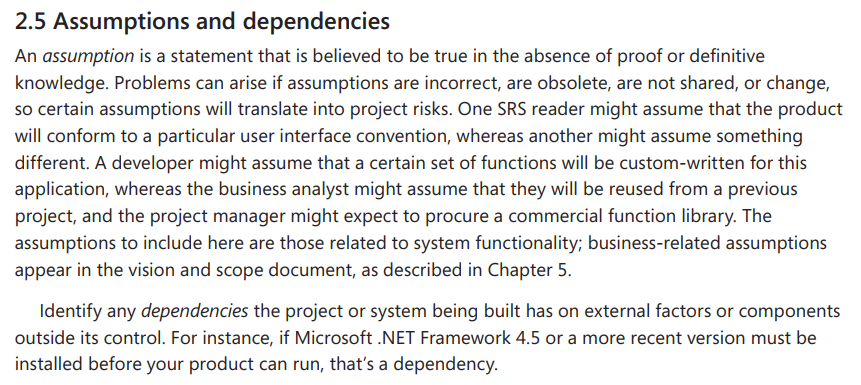 2.5 Assumptions and dependencies
An assumption is a statement that is believed to be true in the absence of proof or definitive
knowledge. Problems can arise if assumptions are incorrect, are obsolete, are not shared, or change,
so certain assumptions will translate into project risks. One SRS reader might assume that the product
will conform to a particular user interface convention, whereas another might assume something
different. A developer might assume that a certain set of functions will be custom-written for this
application, whereas the business analyst might assume that they will be reused from a previous
project, and the project manager might expect to procure a commercial function library. The
assumptions to include here are those related to system functionality; business-related assumptions
appear in the vision and scope document, as described in Chapter 5.
Identify any dependencies the project or system being built has on external factors or components
outside its control. For instance, if Microsoft .NET Framework 4.5 or a more recent version must be
installed before your product can run, that’s a dependency.